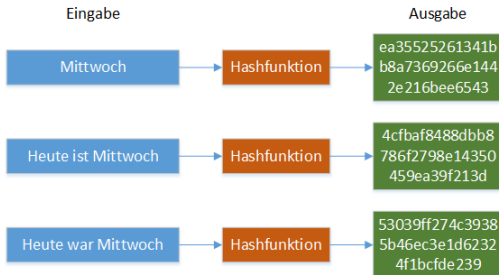 Eingabe
Ausgabe
Mittwoch
Hashfunktion
ea35525261341b
b8a7369266e144
2e216bee6543
Heute ist Mittwoch
Hashfunktion
4cfbaf8488dbb8
786f2798e14350
459ea39f213d
Heute war Mittwoch
Hashfunktion
53039ff274c3938
5b46ec3e1d6232
4f1bcfde239